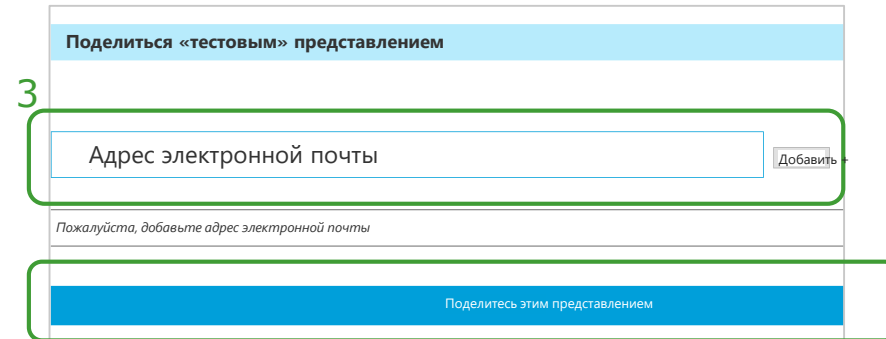 Поделиться «тестовым» представлением
3
Адрес электронной почты
Добавить +
Пожалуйста, добавьте адрес электронной почты
Поделитесь этим представлением